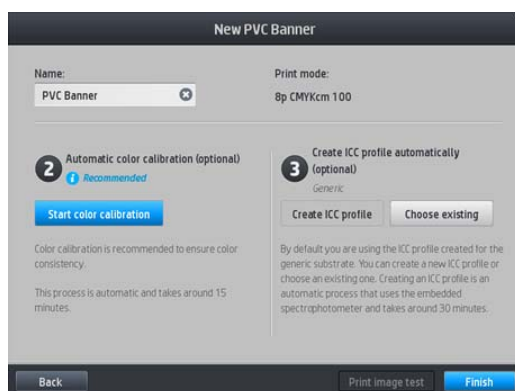 New PVC Banner
Name:
PVC Banner
Print mode:
8p CMYKcm 100
2
Automatic color calibration (optional)
i Recommended
Start color calibration
Color calibration is recommended to ensure color
consistency.
This process is automatic and takes around 15
minutes.
3
Create ICC profile automatically
(optional)
Generic
Create ICC profile
Choose existing
By default you are using the ICC profile created for the
generic substrate. You can create a new ICC profile or
choose an existing one. Creating an ICC profile is an
automatic process that uses the embedded
spectrophotometer and takes around 30 minutes.
Back
Print image test
Finish